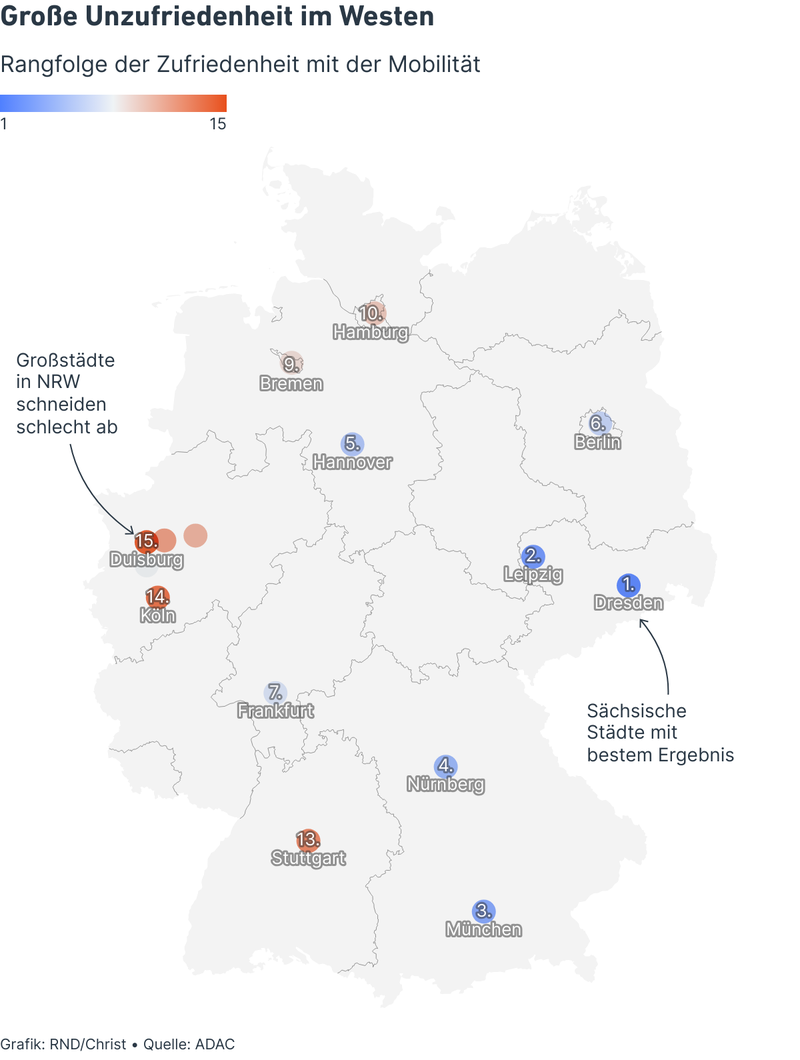 Große Unzufriedenheit im Westen
Rangfolge der Zufriedenheit mit der Mobilität
1
15
10.
Hamburg
9.
Bremen
Großstädte
in NRW
schneiden
schlecht ab
6.
Berlin
5.
Hannover
15.
Duisburg
2.
Leipzig
1.
Dresden
14.
Köln
7.
Frankfurt
Sächsische
Städte mit
bestem Ergebnis
4.
Nürnberg
13.
Stuttgart
3.
München
Grafik: RND/Christ • Quelle: ADAC